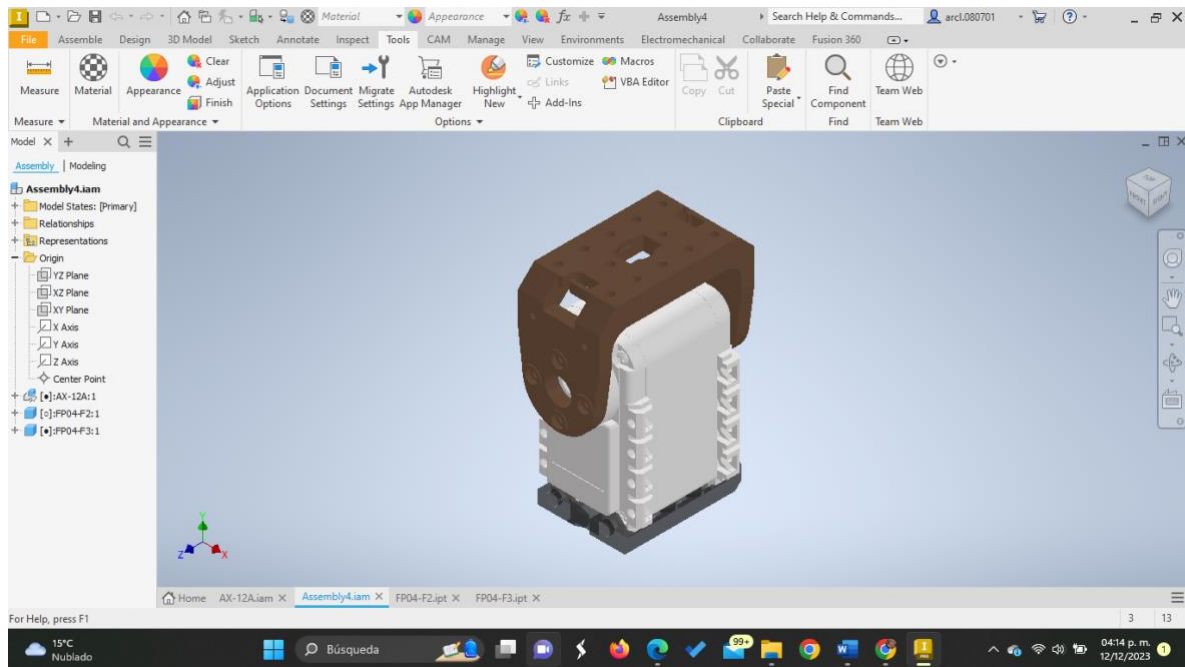 Material
Appearance
fx
Assembly4
Search Help & Commands...
arcl.080701
File Assemble Design 3D Model Sketch Annotate Inspect Tools CAM Manage View Environments Electromechanical Collaborate Fusion 360
Measure
Material
Appearance
Clear
Adjust
Finish
Application Options
Document Settings
Migrate Settings
Autodesk App Manager
Highlight New
Customize
Links
Add-Ins
Macros
VBA Editor
Copy
Cut
Paste Special
Find Component
Team Web
Measure
Material and Appearance
Options
Clipboard
Find
Team Web
Model
Assembly | Modeling
Assembly4.iam
Model States: [Primary]
Relationships
Representations
Origin
YZ Plane
XZ Plane
XY Plane
X Axis
Y Axis
Z Axis
Center Point
[•]:AX-12A:1
[○]:FP04-F2:1
[•]:FP04-F3:1
Y
Z
X
Home AX-12A.iam Assembly4.iam FP04-F2.ipt FP04-F3.ipt
For Help, press F1
3 13
15°C
Nublado
Búsqueda
99+
04:14 p. m.
12/12/2023
1